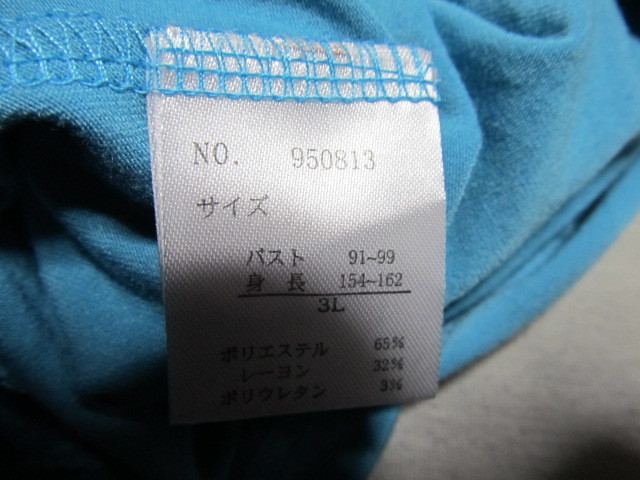 NO. 950813
サイズ
バスト 91~99
身長 154~162
3L
ポリエステル 65%
レーヨン 32%
ポリウレタン 3%